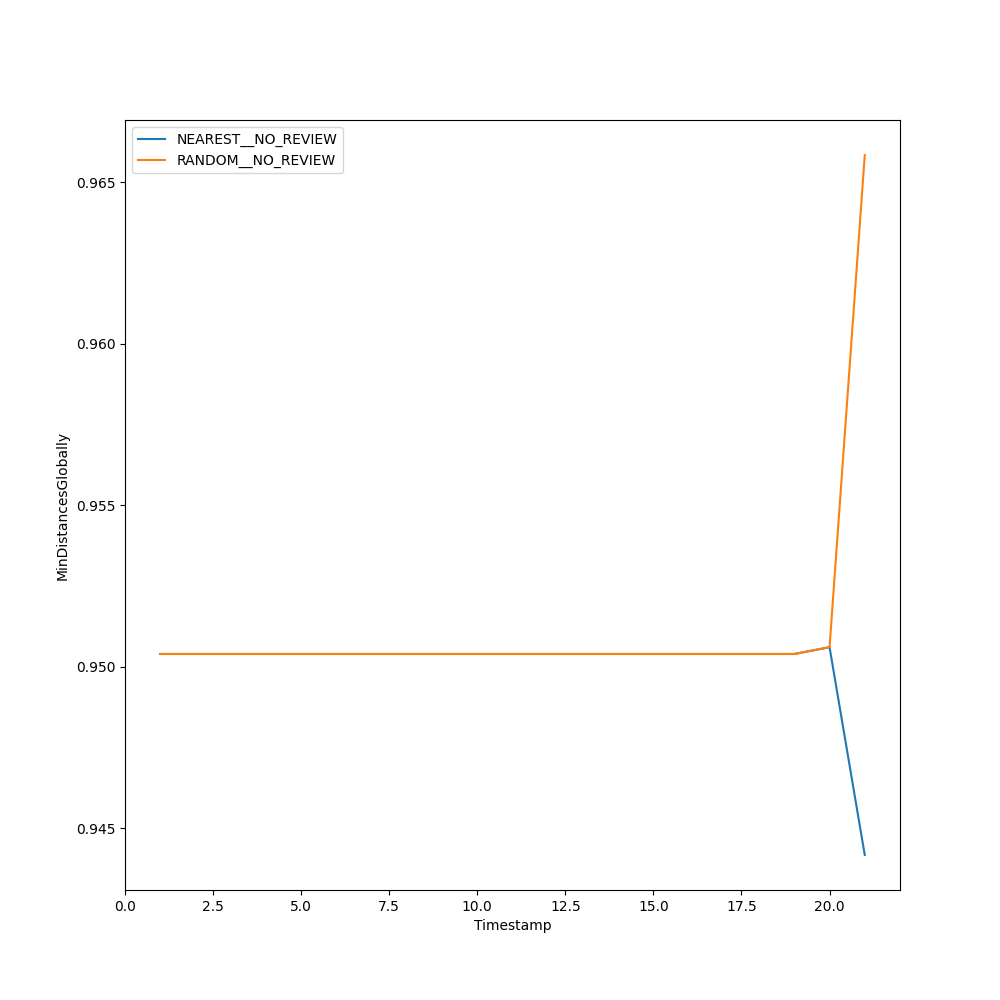 NEAREST__NO_REVIEW
RANDOM__NO_REVIEW
0.965
0.960
0.955
0.950
0.945
MinDistancesGlobally
0.0 2.5 5.0 7.5 10.0 12.5 15.0 17.5 20.0
Timestamp